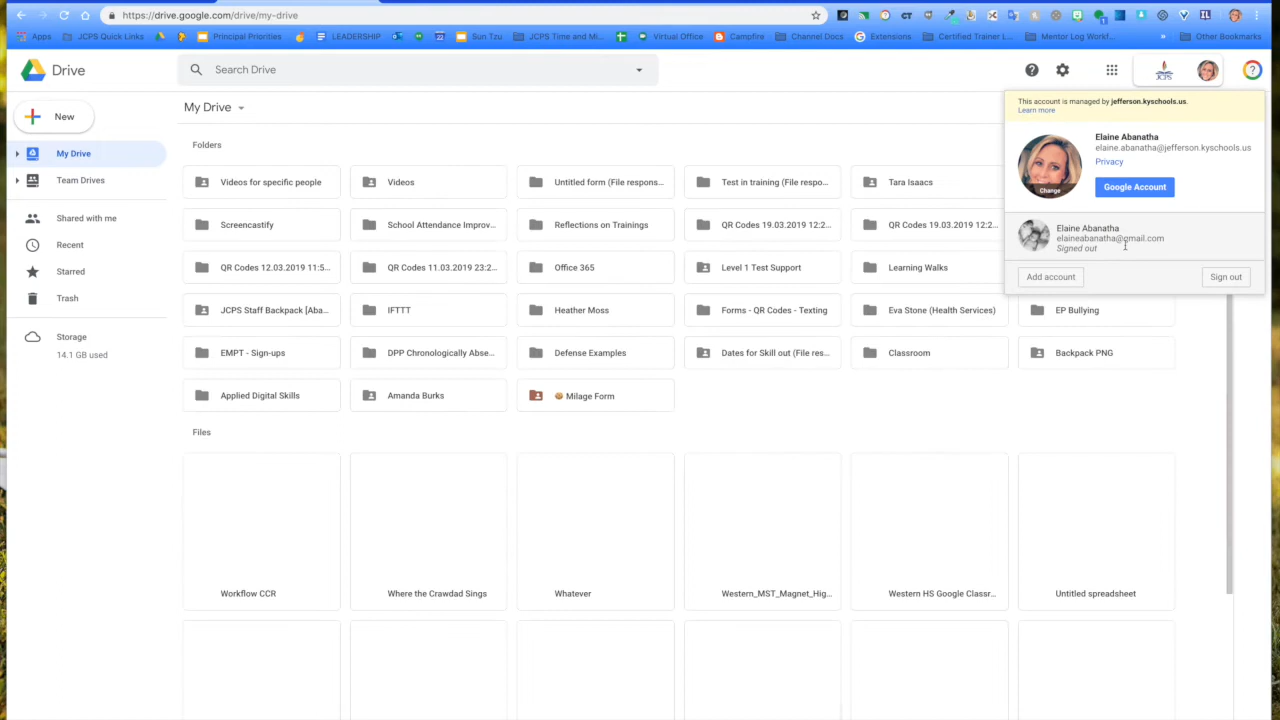 https://drive.google.com/drive/my-drive
Apps
JCPS Quick Links
Principal Priorities
LEADERSHIP
Sun Tzu
JCPS Time and Mi...
Virtual Office
Campfire
Channel Docs
Extensions
Certified Trainer L...
Mentor Log Workf...
»
Other Bookmarks
Drive
Search Drive
JCPS
New
My Drive
This account is managed by jefferson.kyschools.us.
Learn more
Elaine Abanatha
elaine.abanatha@jefferson.kyschools.us
Privacy
Google Account
Change
Elaine Abanatha
elaineabanatha@gmail.com
Signed out
Add account
Sign out
My Drive
Team Drives
Shared with me
Recent
Starred
Trash
Storage
14.1 GB used
Folders
Videos for specific people
Videos
Untitled form (File respons...
Test in training (File respo...
Tara Isaacs
Screencastify
School Attendance Improv...
Reflections on Trainings
QR Codes 19.03.2019 12:2...
QR Codes 19.03.2019 12:2...
QR Codes 12.03.2019 11:5...
QR Codes 11.03.2019 23:2...
Office 365
Level 1 Test Support
Learning Walks
JCPS Staff Backpack [Aba...
IFTTT
Heather Moss
Forms - QR Codes - Texting
Eva Stone (Health Services)
EP Bullying
EMPT - Sign-ups
DPP Chronologically Abse...
Defense Examples
Dates for Skill out (File res...
Classroom
Backpack PNG
Applied Digital Skills
Amanda Burks
Milage Form
Files
Workflow CCR
Where the Crawdad Sings
Whatever
Western_MST_Magnet_Hig...
Western HS Google Classr...
Untitled spreadsheet